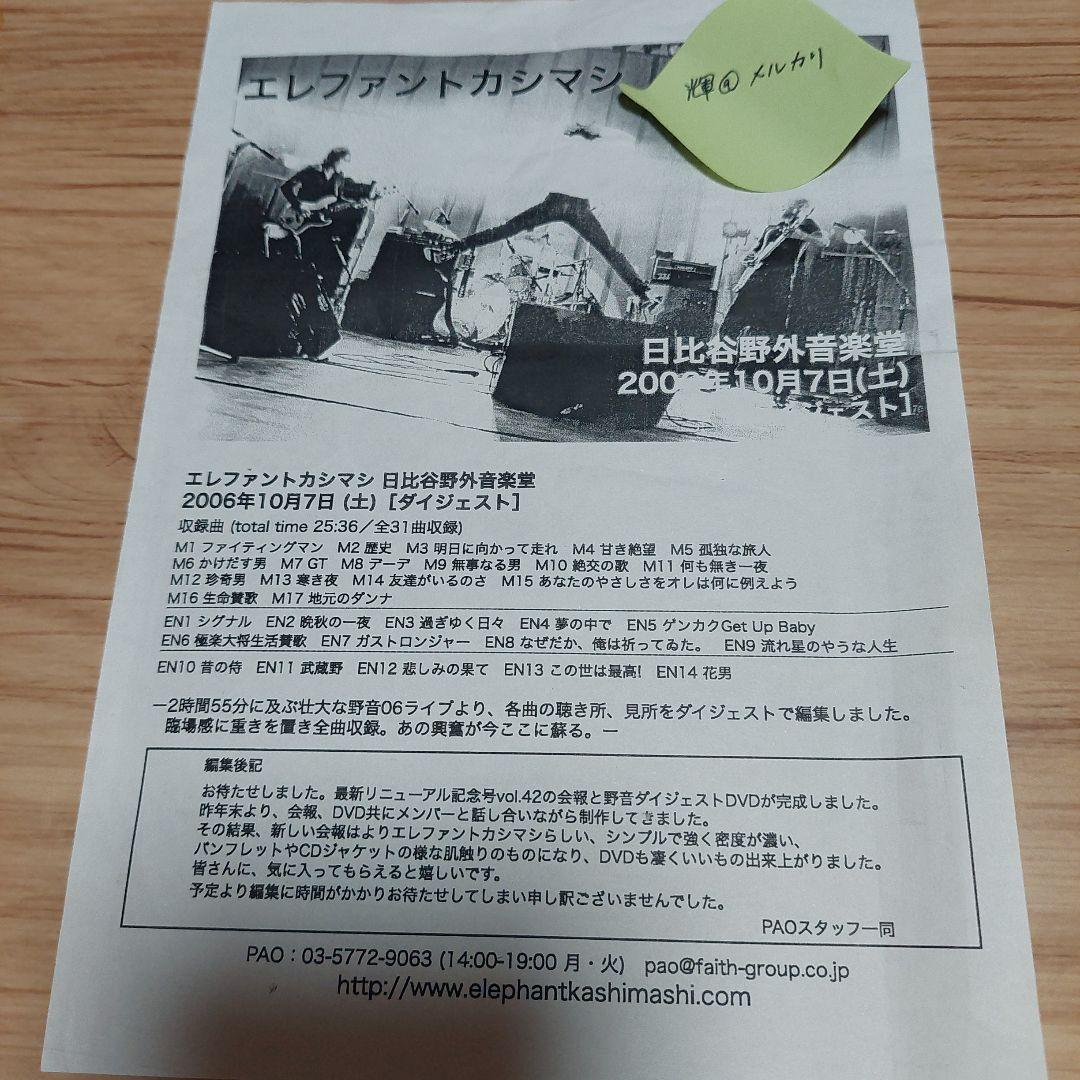 エレファントカシマシ
輝@メルカリ
日比谷野外音楽堂
2006年10月7日(土)
ジェスト]
エレファントカシマシ 日比谷野外音楽堂
2006年10月7日 (土)［ダイジェスト］
収録曲 (total time 25:36／全31曲収録)
M1 ファイティングマン M2 歴史 M3 明日に向かって走れ M4 甘き絶望 M5 孤独な旅人
M6 かけだす男 M7 GT M8 デーデ M9 無事なる男 M10 絶交の歌 M11 何も無き一夜
M12 珍奇男 M13 寒き夜 M14 友達がいるのさ M15 あなたのやさしさをオレは何に例えよう
M16 生命賛歌 M17 地元のダンナ
EN1 シグナル EN2 晩秋の一夜 EN3 過ぎゆく日々 EN4 夢の中で EN5 ゲンカクGet Up Baby
EN6 極楽大将生活賛歌 EN7 ガストロンジャー EN8 なぜだか、俺は祈ってゐた。 EN9 流れ星のやうな人生
EN10 昔の侍 EN11 武蔵野 EN12 悲しみの果て EN13 この世は最高! EN14 花男
ー2時間55分に及ぶ壮大な野音06ライブより、各曲の聴き所、見所をダイジェストで編集しました。
臨場感に重きを置き全曲収録。あの興奮が今ここに蘇る。ー
編集後記
お待たせしました。最新リニューアル記念号vol.42の会報と野音ダイジェストDVDが完成しました。
昨年末より、会報、DVD共にメンバーと話し合いながら制作してきました。
その結果、新しい会報はよりエレファントカシマシらしい、シンプルで強く密度が濃い、
パンフレットやCDジャケットの様な肌触りのものになり、DVDも凄くいいもの出来上がりました。
皆さんに、気に入ってもらえると嬉しいです。
予定より編集に時間がかかりお待たせしてしまい申し訳ございませんでした。
PAOスタッフ一同
PAO：03-5772-9063 (14:00-19:00 月・火) pao@faith-group.co.jp
http://www.elephantkashimashi.com